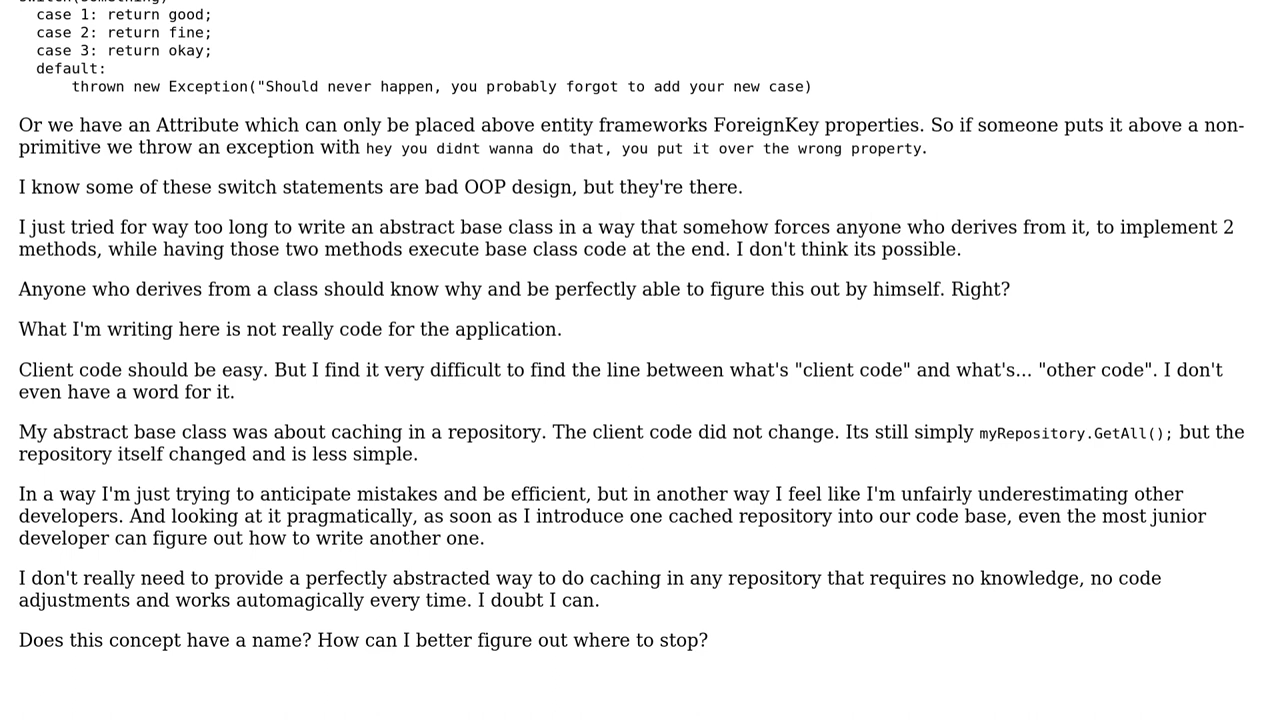 switch(something)
case 1: return good;
case 2: return fine;
case 3: return okay;
default:
thrown new Exception("Should never happen, you probably forgot to add your new case)
Or we have an Attribute which can only be placed above entity frameworks ForeignKey properties. So if someone puts it above a non-
primitive we throw an exception with hey you didnt wanna do that, you put it over the wrong property.
I know some of these switch statements are bad OOP design, but they're there.
I just tried for way too long to write an abstract base class in a way that somehow forces anyone who derives from it, to implement 2
methods, while having those two methods execute base class code at the end. I don't think its possible.
Anyone who derives from a class should know why and be perfectly able to figure this out by himself. Right?
What I'm writing here is not really code for the application.
Client code should be easy. But I find it very difficult to find the line between what's "client code" and what's... "other code". I don't
even have a word for it.
My abstract base class was about caching in a repository. The client code did not change. Its still simply myRepository.GetAll(); but the
repository itself changed and is less simple.
In a way I'm just trying to anticipate mistakes and be efficient, but in another way I feel like I'm unfairly underestimating other
developers. And looking at it pragmatically, as soon as I introduce one cached repository into our code base, even the most junior
developer can figure out how to write another one.
I don't really need to provide a perfectly abstracted way to do caching in any repository that requires no knowledge, no code
adjustments and works automagically every time. I doubt I can.
Does this concept have a name? How can I better figure out where to stop?